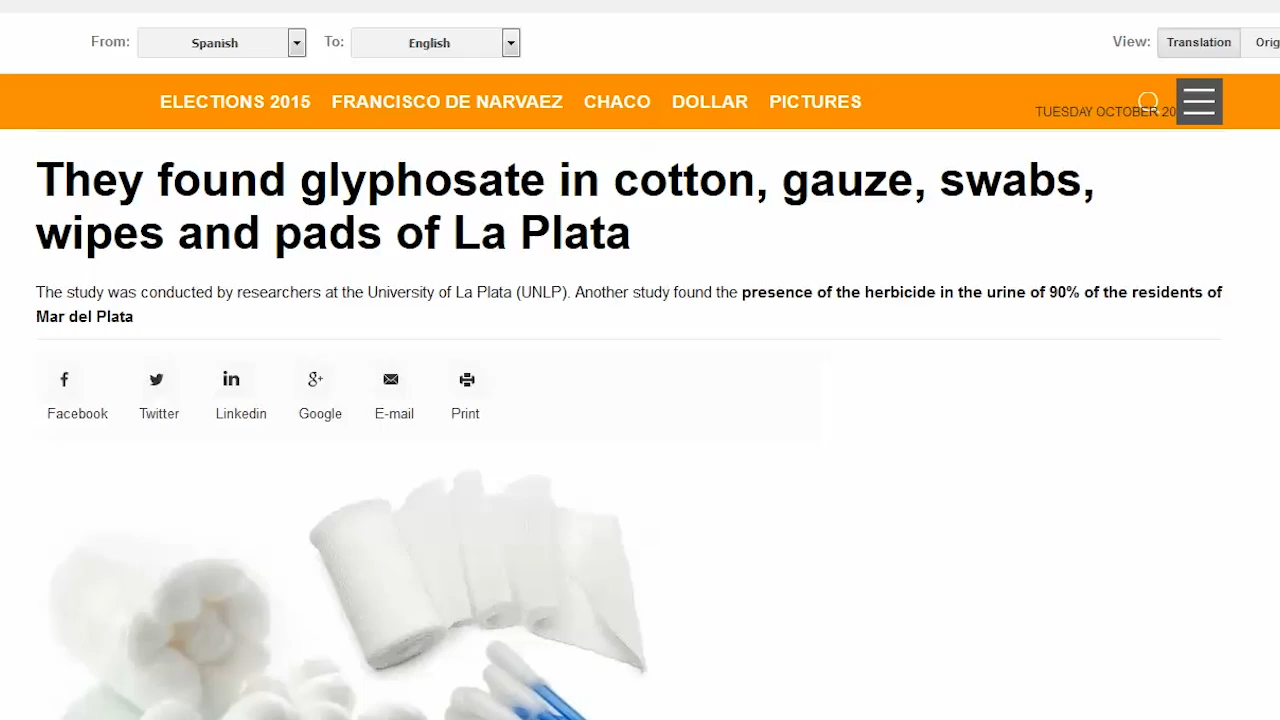 From: Spanish To: English View: Translation Orig
ELECTIONS 2015 FRANCISCO DE NARVAEZ CHACO DOLLAR PICTURES
TUESDAY OCTOBER 20
They found glyphosate in cotton, gauze, swabs,
wipes and pads of La Plata
The study was conducted by researchers at the University of La Plata (UNLP). Another study found the presence of the herbicide in the urine of 90% of the residents of
Mar del Plata
Facebook Twitter Linkedin Google E-mail Print